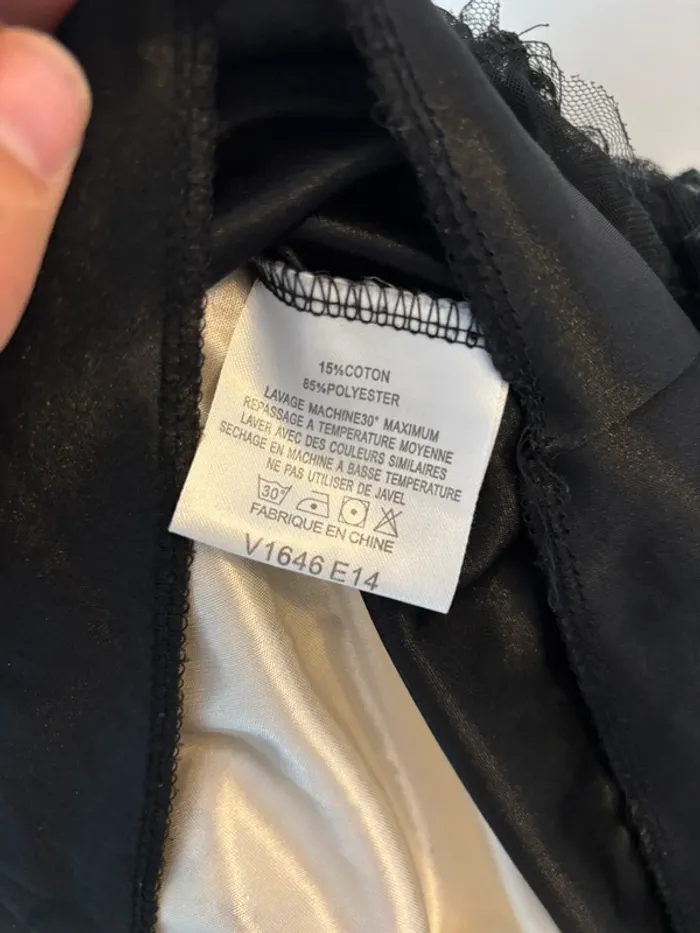 15%COTON
85%POLYESTER
LAVAGE MACHINE30° MAXIMUM
REPASSAGE A TEMPERATURE MOYENNE
LAVER AVEC DES COULEURS SIMILAIRES
SECHAGE EN MACHINE A BASSE TEMPERATURE
NE PAS UTILISER DE JAVEL
30°
FABRIQUE EN CHINE
V1646 E14